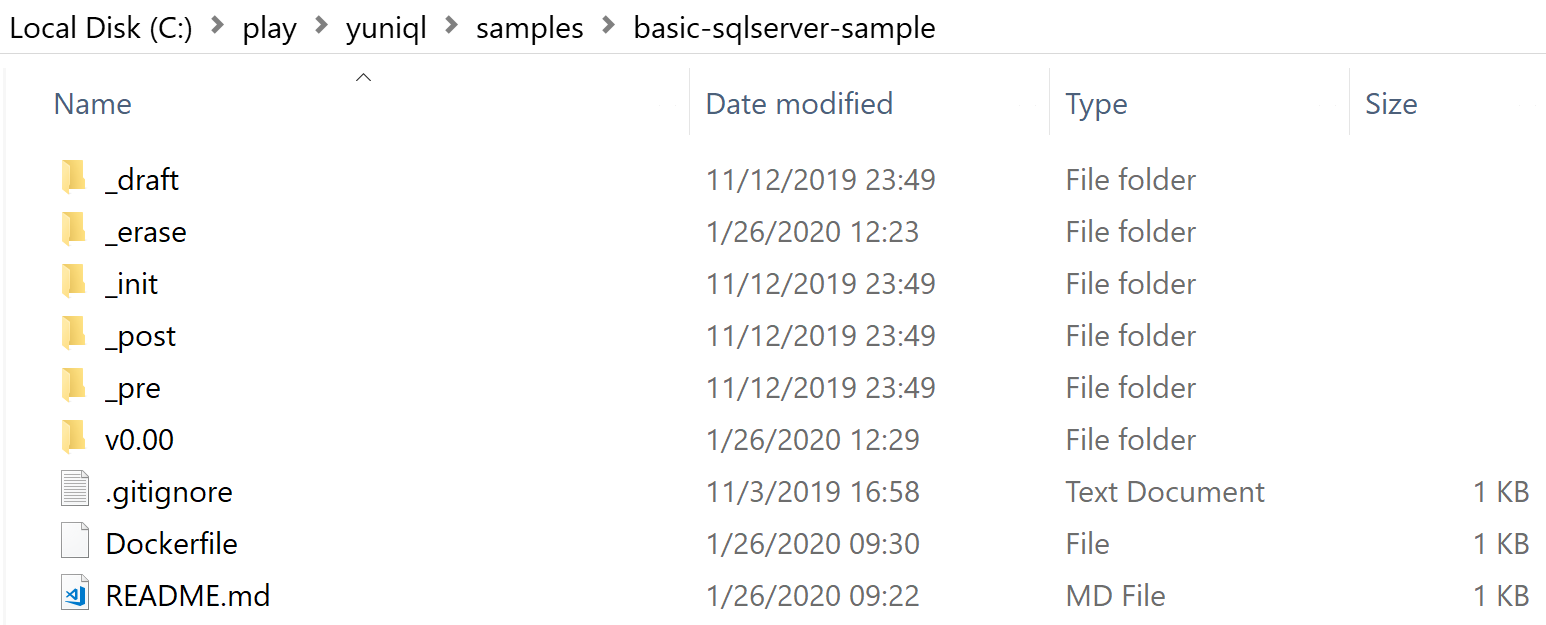 Local Disk (C:) > play > yuniql > samples > basic-sqlserver-sample
Name Date modified Type Size
_draft 11/12/2019 23:49 File folder
_erase 1/26/2020 12:23 File folder
_init 11/12/2019 23:49 File folder
_post 11/12/2019 23:49 File folder
_pre 11/12/2019 23:49 File folder
v0.00 1/26/2020 12:29 File folder
.gitignore 11/3/2019 16:58 Text Document 1 KB
Dockerfile 1/26/2020 09:30 File 1 KB
README.md 1/26/2020 09:22 MD File 1 KB